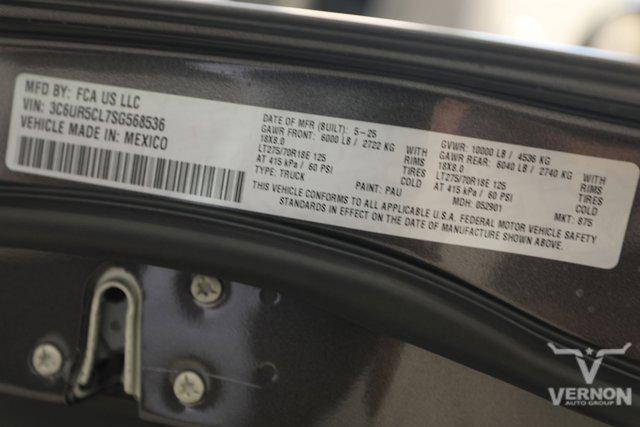 MFD BY: FCA US LLC
VIN: 3C6UR5CL7SG568536
VEHICLE MADE IN: MEXICO
DATE OF MFR (BUILT): 5-25
GAWR FRONT: 6000 LB / 2722 KG WITH
18X8.0 RIMS
LT275/70R18E 125 TIRES
AT 415 kPa / 60 PSI COLD
TYPE: TRUCK PAINT: PAU
GVWR: 10000 LB / 4536 KG
GAWR REAR: 6040 LB / 2740 KG WITH
18X8.0 RIMS
LT275/70R18E 125 TIRES
AT 415 kPa / 60 PSI COLD
MDH: 052901 MKT: 875
THIS VEHICLE CONFORMS TO ALL APPLICABLE U.S.A. FEDERAL MOTOR VEHICLE SAFETY
STANDARDS IN EFFECT ON THE DATE OF MANUFACTURE SHOWN ABOVE.
VERNON
AUTO GROUP